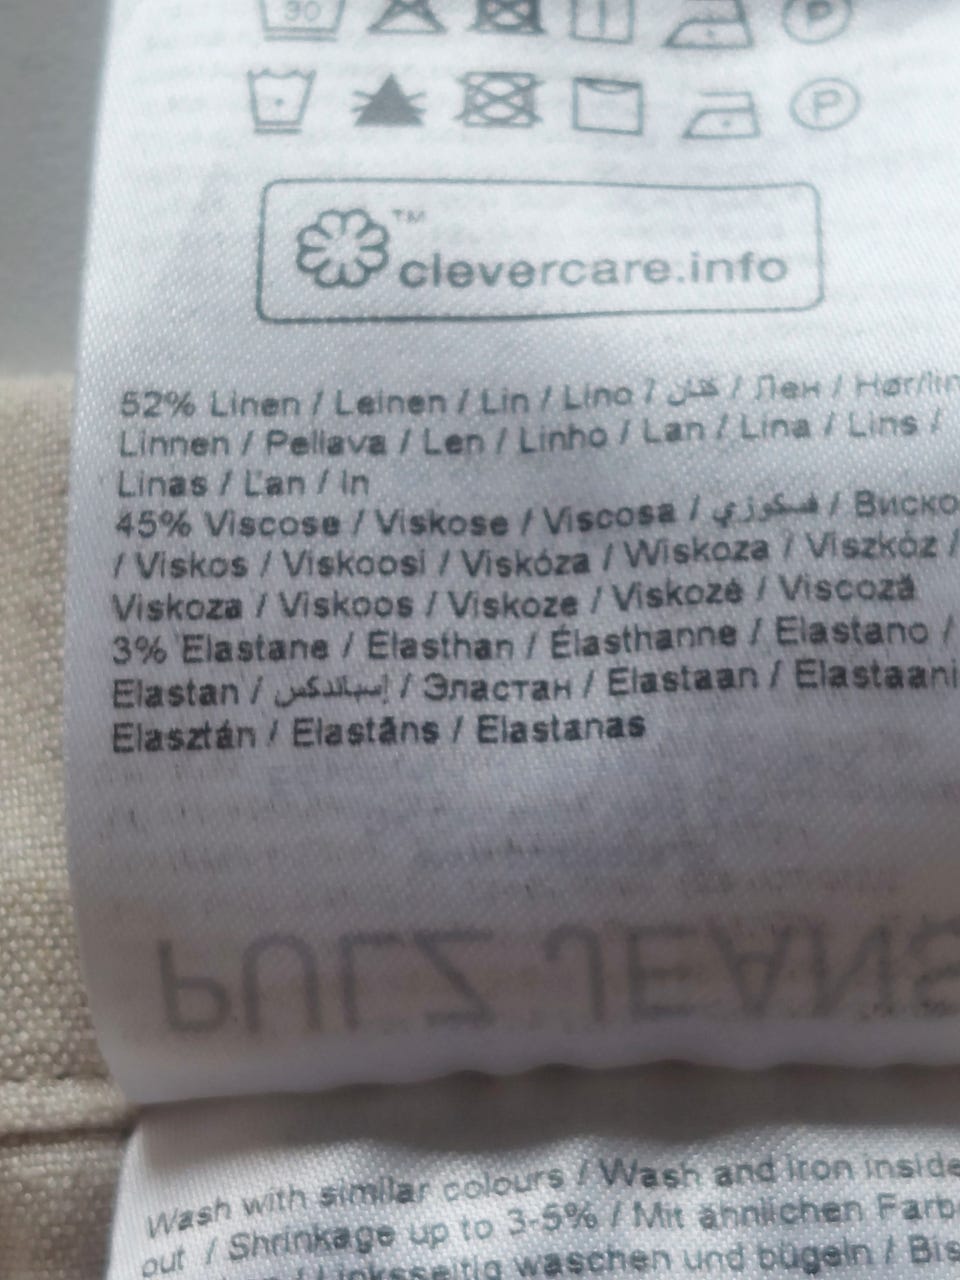 30
P
P
™
clevercare.info
52% Linen / Leinen / Lin / Lino / كتان / Лен / Hør/lin
Linnen / Pellava / Len / Linho / Lan / Lina / Lins /
Linas / Ľan / In
45% Viscose / Viskose / Viscosa / فسكوزي / Виско
/ Viskos / Viskoosi / Viskóza / Wiskoza / Viszkóz /
Viskoza / Viskoos / Viskoze / Viskozė / Viscoză
3% Elastane / Elasthan / Élasthanne / Elastano /
Elastan / إسباندكس / Эластан / Elastaan / Elastaani
Elasztán / Elastāns / Elastanas
PULZ JEANS
Wash with similar colours / Wash and iron inside
out / Shrinkage up to 3-5% / Mit ähnlichen Farb
/ Linksseitig waschen und bügeln / Bis